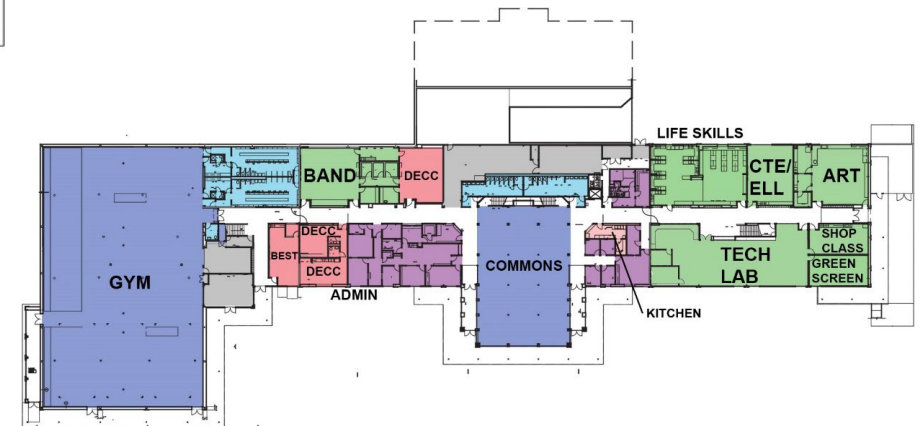 LIFE SKILLS
BAND
DECC
CTE/
ELL
ART
DECC
BEST
DECC
GYM
COMMONS
TECH
LAB
SHOP
CLASS
GREEN
SCREEN
ADMIN
KITCHEN